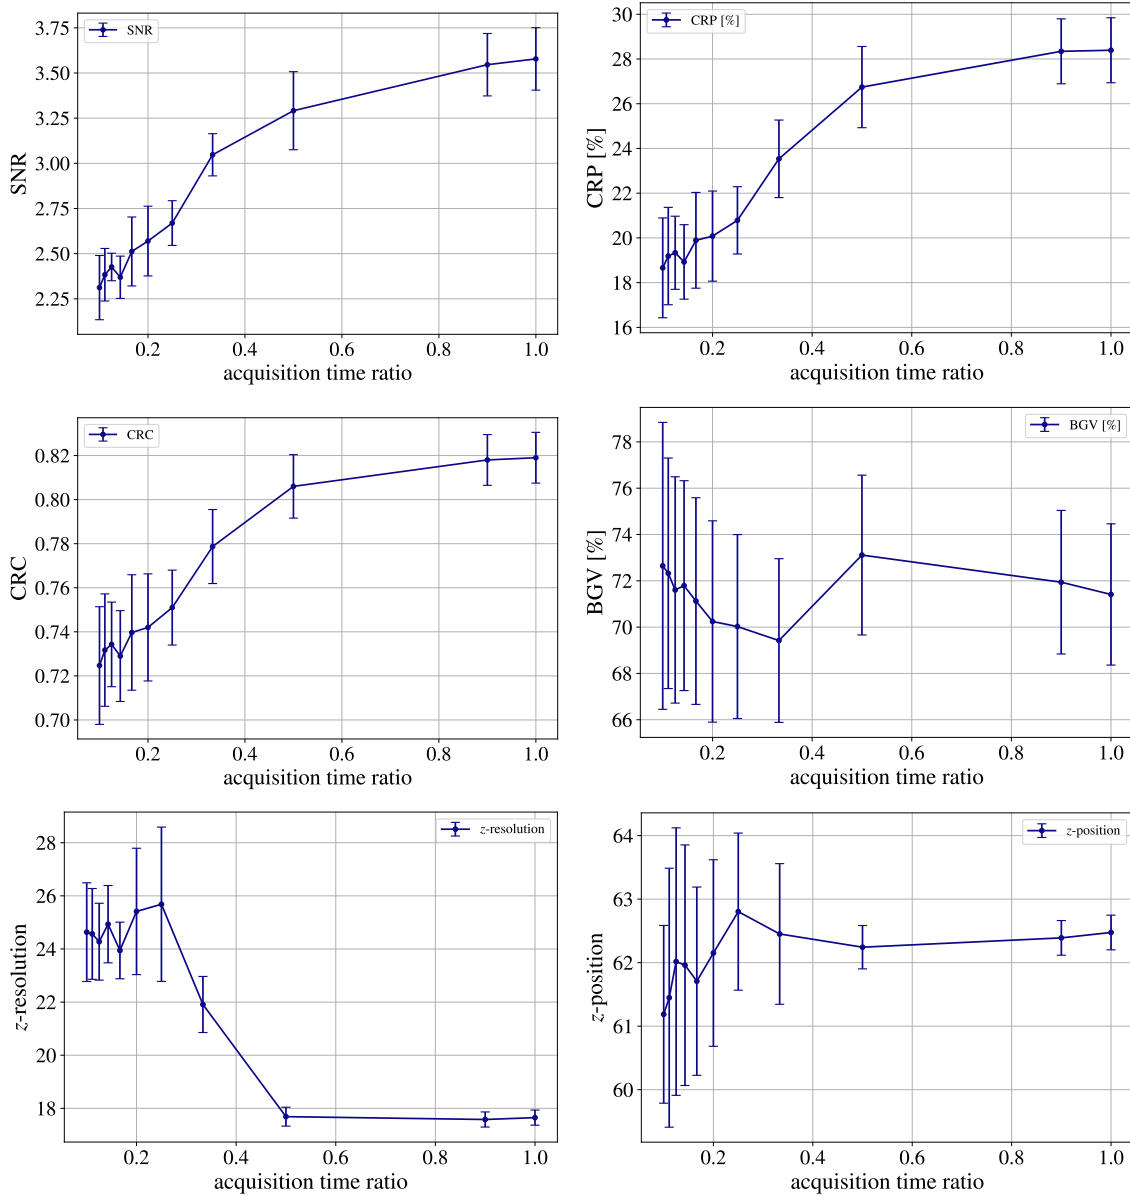 SNR
3.75
3.50
3.25
3.00
2.75
2.50
2.25
SNR
0.2 0.4 0.6 0.8 1.0
acquisition time ratio
CRP [%]
30
28
26
24
22
20
18
16
CRP [%]
0.2 0.4 0.6 0.8 1.0
acquisition time ratio
CRC
0.82
0.80
0.78
0.76
0.74
0.72
0.70
CRC
0.2 0.4 0.6 0.8 1.0
acquisition time ratio
BGV [%]
78
76
74
72
70
68
66
BGV [%]
0.2 0.4 0.6 0.8 1.0
acquisition time ratio
z-resolution
28
26
24
22
20
18
z-resolution
0.2 0.4 0.6 0.8 1.0
acquisition time ratio
z-position
64
63
62
61
60
z-position
0.2 0.4 0.6 0.8 1.0
acquisition time ratio